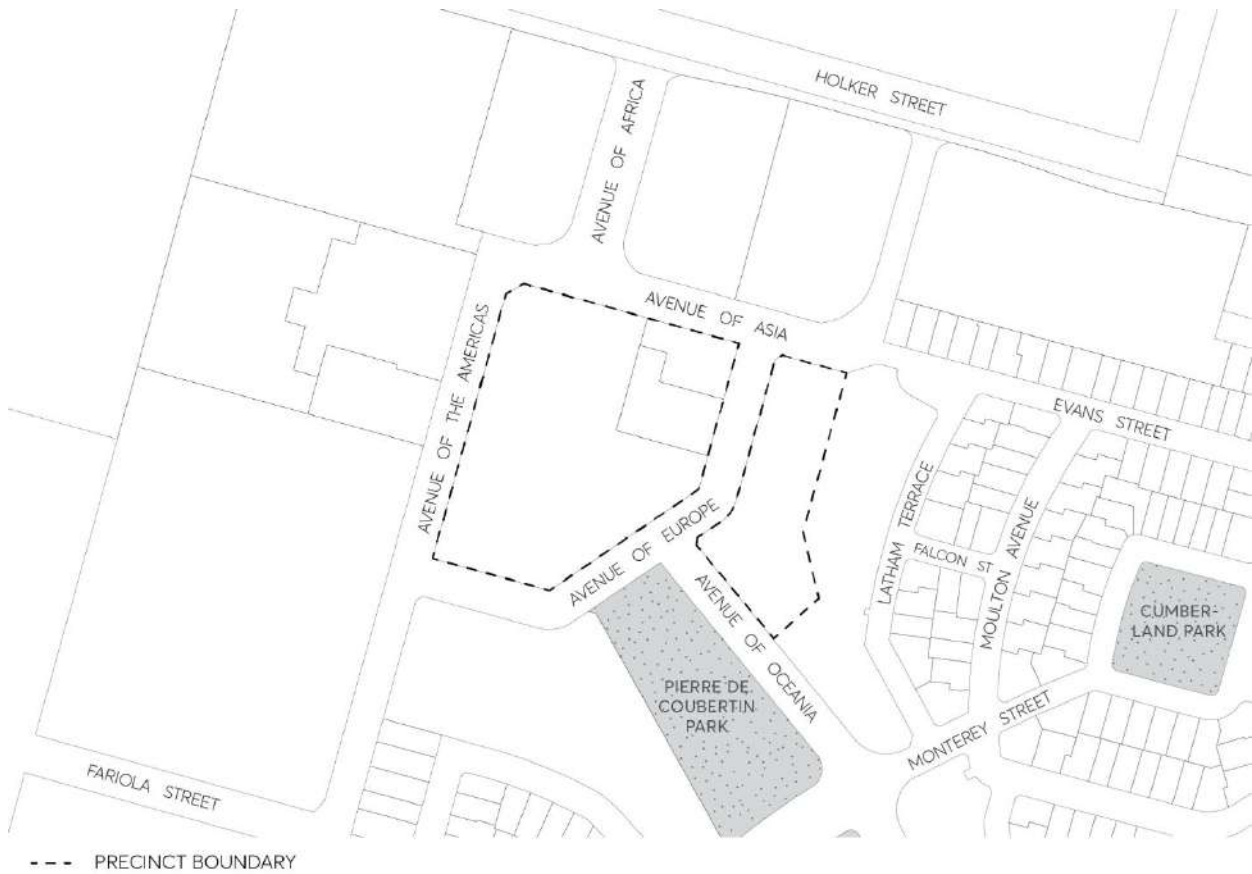 HOLKER STREET
AVENUE OF AFRICA
AVENUE OF ASIA
AVENUE OF THE AMERICAS
EVANS STREET
LATHAM TERRACE
MOULTON AVENUE
FALCON ST
AVENUE OF EUROPE
AVENUE OF OCEANIA
CUMBER-
LAND PARK
PIERRE DE
COUBERTIN
PARK
MONTEREY STREET
FARIOLA STREET
PRECINCT BOUNDARY